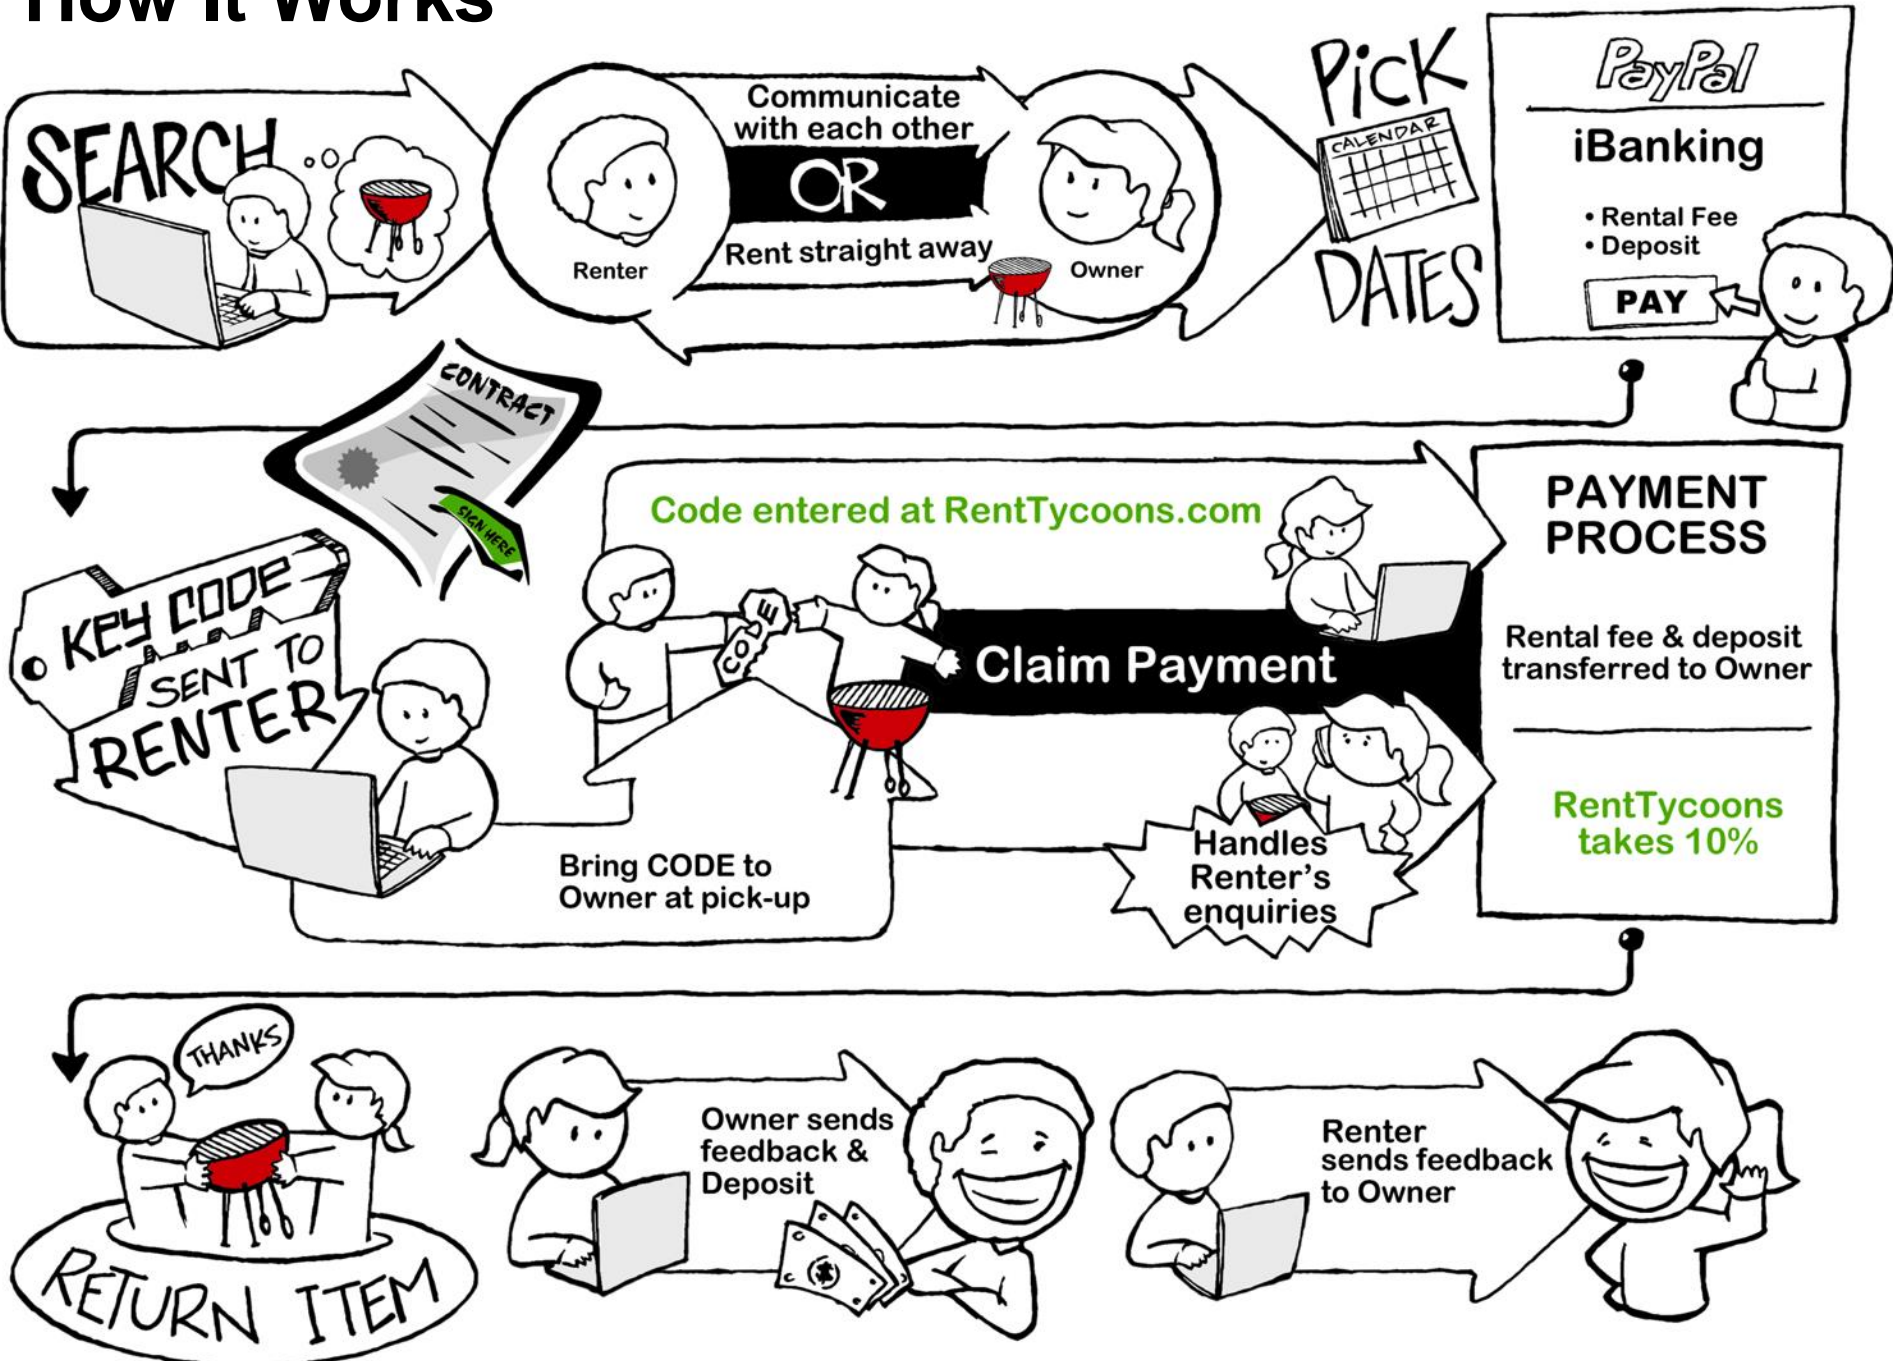 How It Works
SEARCH
Renter
Communicate
with each other
OR
Rent straight away
Owner
PiCK
CALENDAR
DATES
PayPal
iBanking
• Rental Fee
• Deposit
PAY
CONTRACT
SIGN HERE
KEY CODE
SENT TO
RENTER
Bring CODE to
Owner at pick-up
CODE
Code entered at RentTycoons.com
Claim Payment
Handles
Renter's
enquiries
PAYMENT
PROCESS
Rental fee & deposit
transferred to Owner
RentTycoons
takes 10%
THANKS
RETURN ITEM
Owner sends
feedback &
Deposit
Renter
sends feedback
to Owner